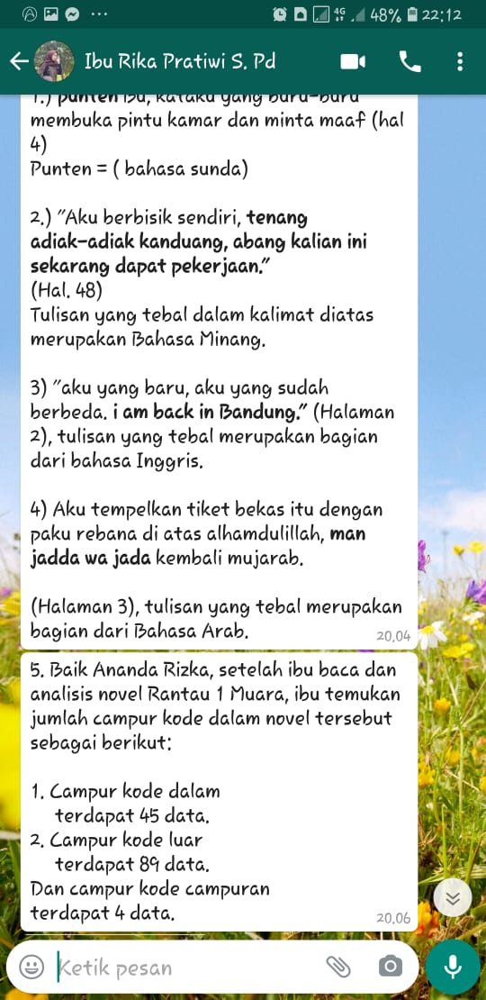 4G 48% 22:12
Ibu Rika Pratiwi S. Pd
1.) punten Ibu, kataku yang buru-buru
membuka pintu kamar dan minta maaf (hal
4)
Punten = ( bahasa sunda)
2.) "Aku berbisik sendiri, tenang
adiak-adiak kanduang, abang kalian ini
sekarang dapat pekerjaan."
(Hal. 48)
Tulisan yang tebal dalam kalimat diatas
merupakan Bahasa Minang.
3) "aku yang baru, aku yang sudah
berbeda. i am back in Bandung." (Halaman
2), tulisan yang tebal merupakan bagian
dari bahasa Inggris.
4) Aku tempelkan tiket bekas itu dengan
paku rebana di atas alhamdulillah, man
jadda wa jada kembali mujarab.
(Halaman 3), tulisan yang tebal merupakan
bagian dari Bahasa Arab.
20,04
5. Baik Ananda Rizka, setelah ibu baca dan
analisis novel Rantau 1 Muara, ibu temukan
jumlah campur kode dalam novel tersebut
sebagai berikut:
1. Campur kode dalam
terdapat 45 data.
2. Campur kode luar
terdapat 89 data.
Dan campur kode campuran
terdapat 4 data.
20,06
Ketik pesan